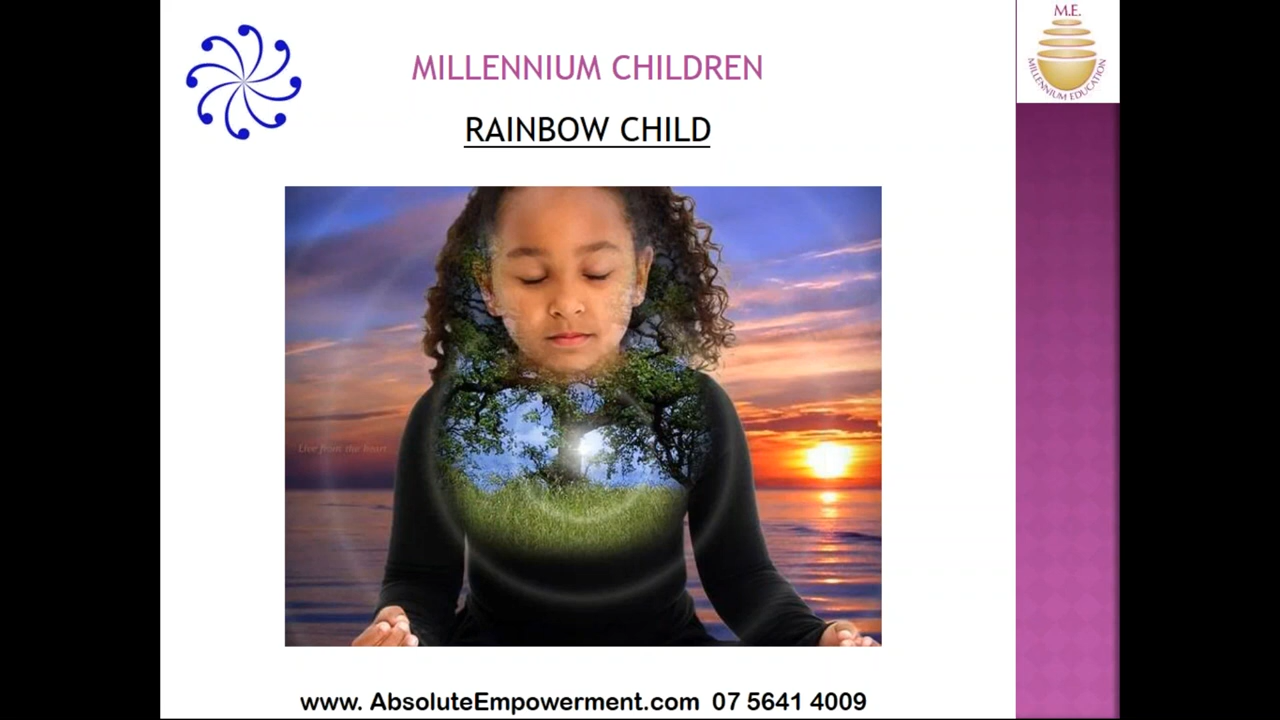 MILLENNIUM CHILDREN
RAINBOW CHILD
M.E.
MILLENNIUM EDUCATION
Live from the heart
www. AbsoluteEmpowerment.com 07 5641 4009